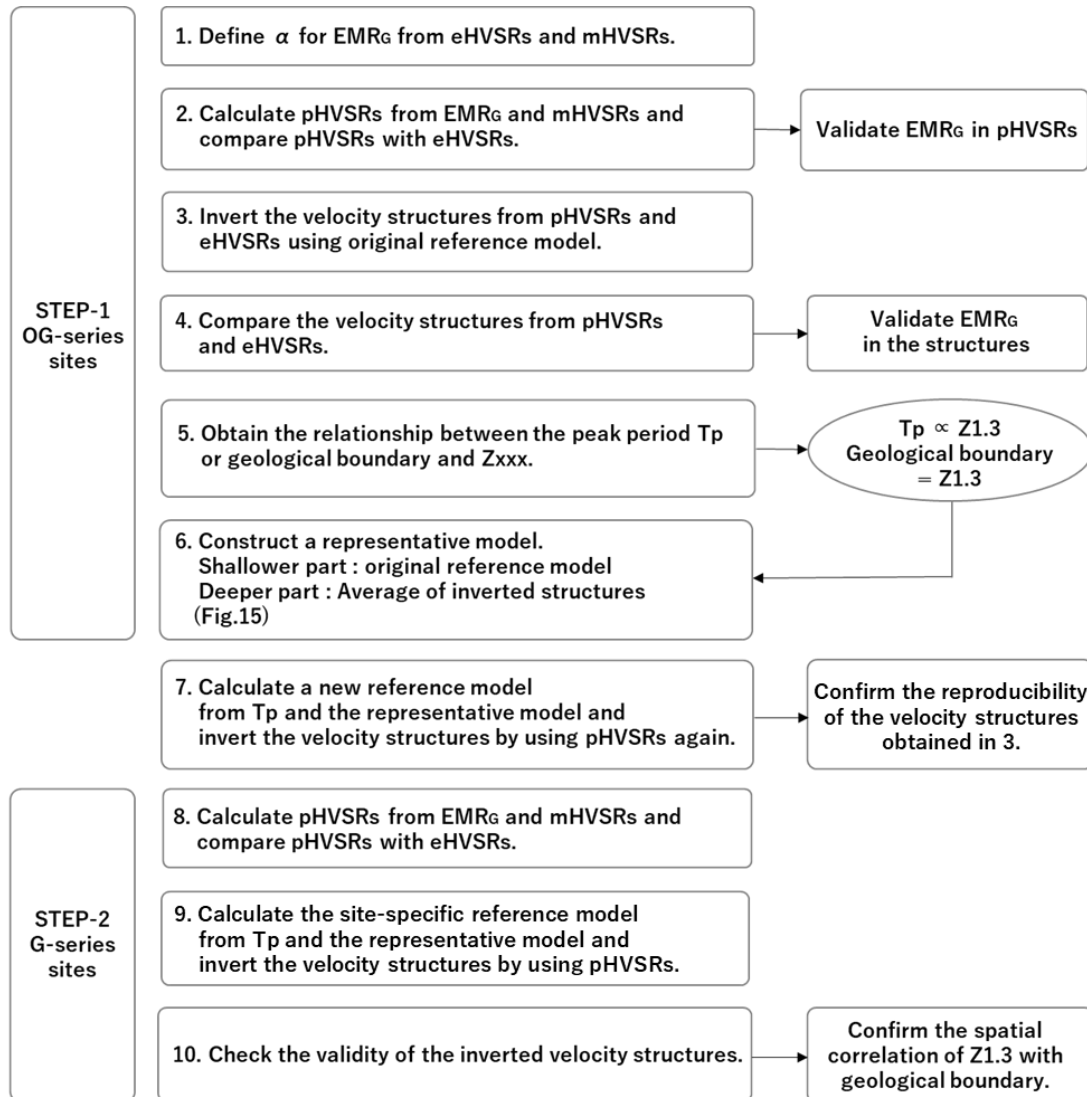 1. Define α for EMRG from eHVSRs and mHVSRs.
2. Calculate pHVSRs from EMRG and mHVSRs and
compare pHVSRs with eHVSRs.
Validate EMRG in pHVSRs
3. Invert the velocity structures from pHVSRs and
eHVSRs using original reference model.
STEP-1
OG-series
sites
4. Compare the velocity structures from pHVSRs
and eHVSRs.
Validate EMRG
in the structures
5. Obtain the relationship between the peak period Tp
or geological boundary and Zxxx.
Tp ∝ Z1.3
Geological boundary
= Z1.3
6. Construct a representative model.
Shallower part : original reference model
Deeper part : Average of inverted structures
(Fig.15)
7. Calculate a new reference model
from Tp and the representative model and
invert the velocity structures by using pHVSRs again.
Confirm the reproducibility
of the velocity structures
obtained in 3.
STEP-2
G-series
sites
8. Calculate pHVSRs from EMRG and mHVSRs and
compare pHVSRs with eHVSRs.
9. Calculate the site-specific reference model
from Tp and the representative model and
invert the velocity structures by using pHVSRs.
10. Check the validity of the inverted velocity structures.
Confirm the spatial
correlation of Z1.3 with
geological boundary.